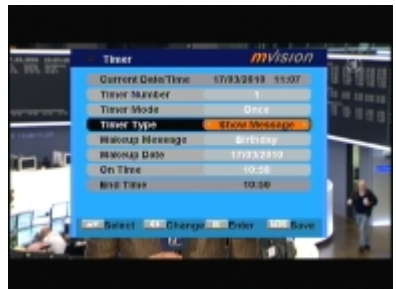 Timer
mvision
Current Date/Time 17/03/2010 11:07
Timer Number 1
Timer Mode Once
Timer Type Show Message
Wakeup Message Birthday
Wakeup Date 17/03/2010
On Time 10:50
End Time 10:50
Select Change Enter Save